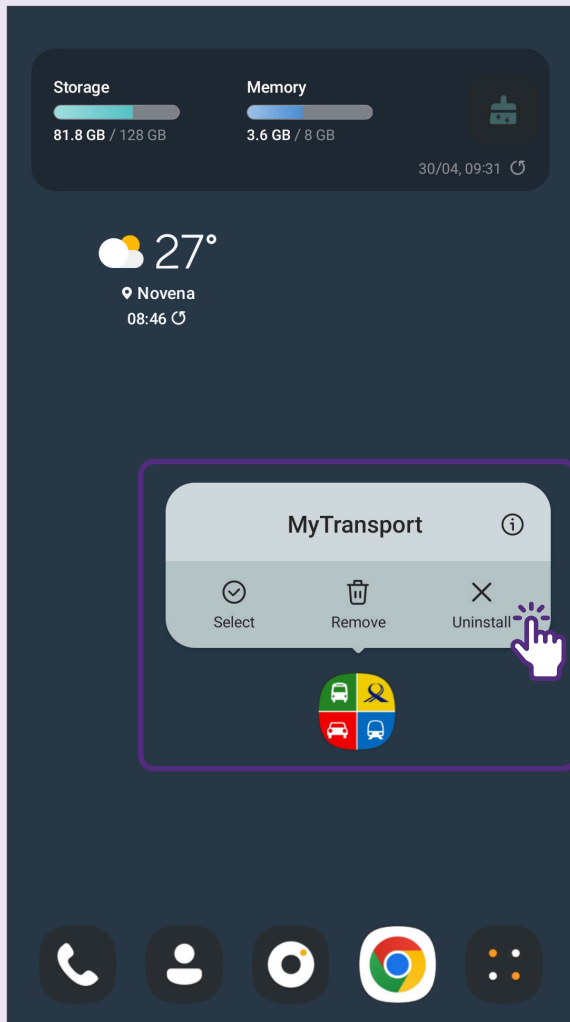 Storage
Memory
81.8 GB / 128 GB
3.6 GB / 8 GB
30/04, 09:31
27°
Novena
08:46
MyTransport
Select
Remove
Uninstall